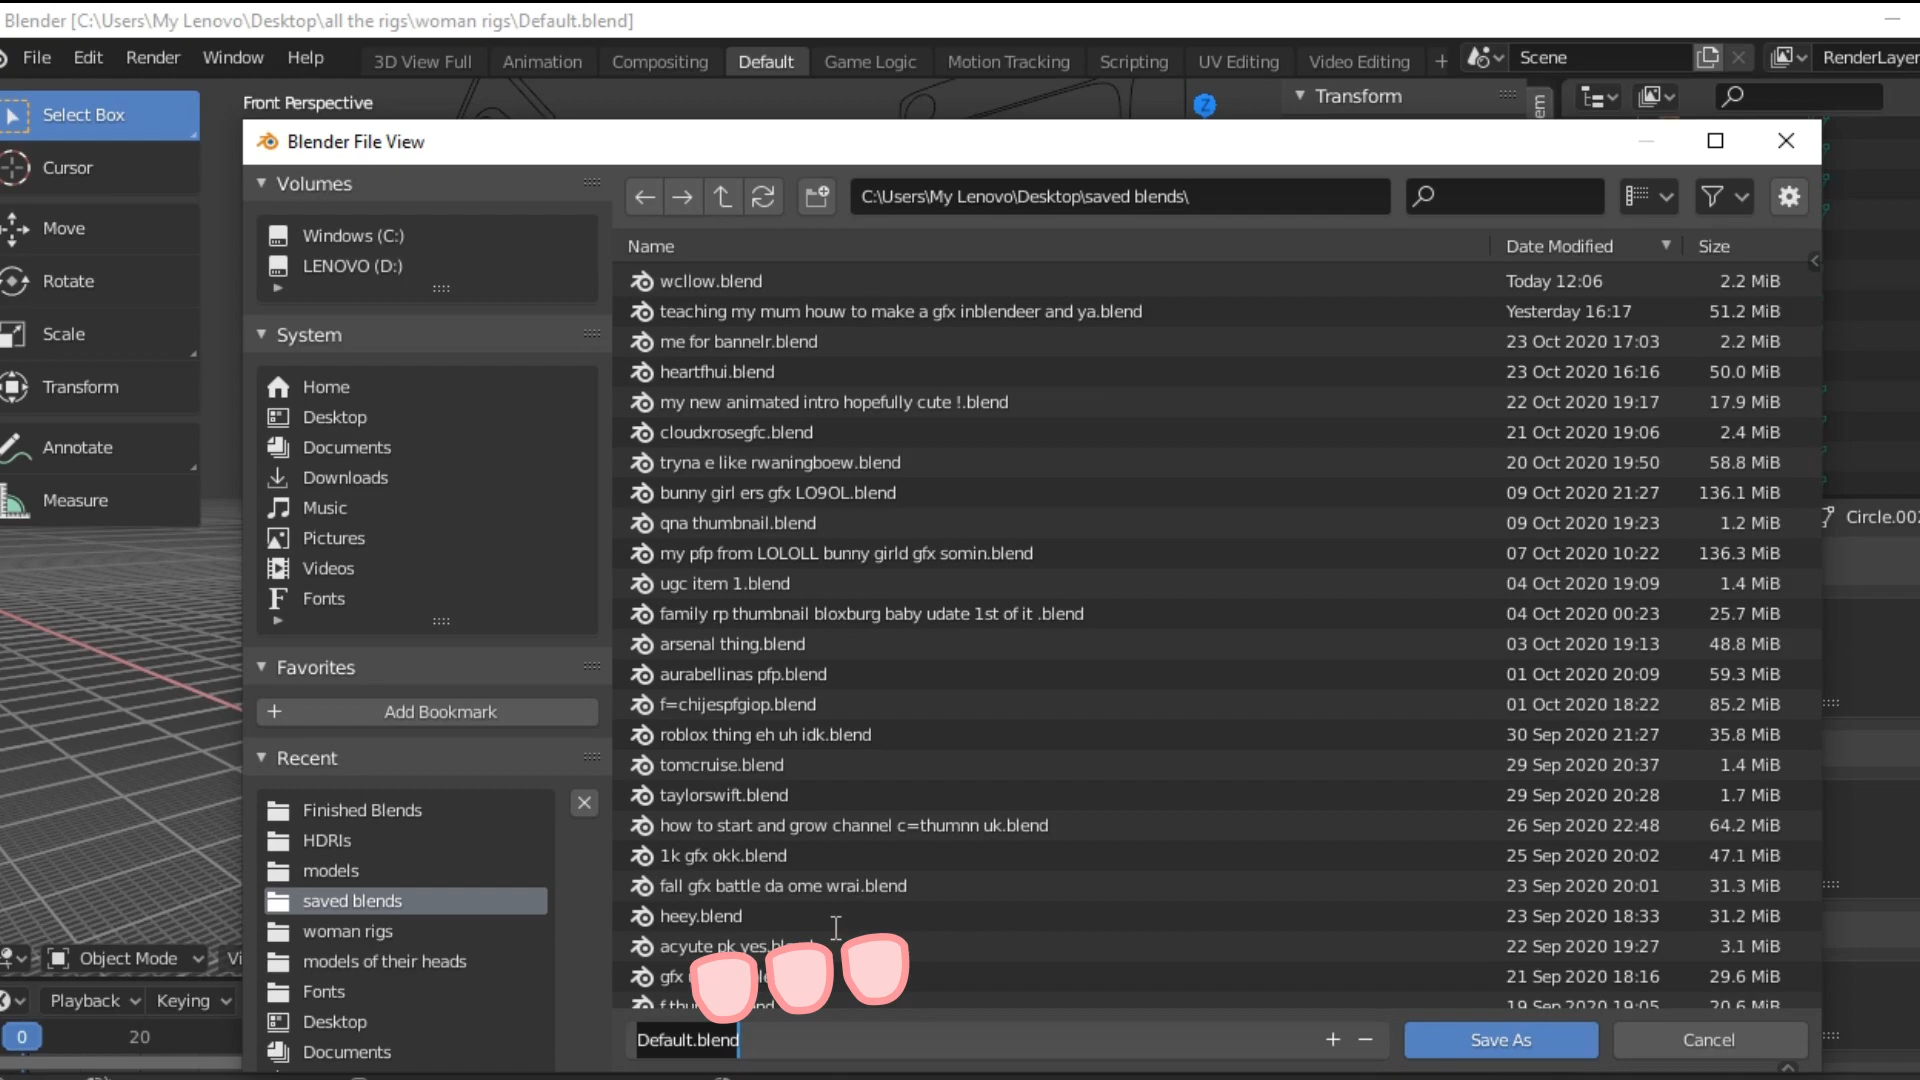 Blender [C:\Users\My Lenovo\Desktop\all the rigs\woman rigs\Default.blend]
File Edit Render Window Help 3D View Full Animation Compositing Default Game Logic Motion Tracking Scripting UV Editing Video Editing + Scene RenderLayer
Select Box
Cursor
Move
Rotate
Scale
Transform
Annotate
Measure
Front Perspective
Z
Transform
Blender File View
Volumes
Windows (C:)
LENOVO (D:)
System
Home
Desktop
Documents
Downloads
Music
Pictures
Videos
Fonts
Favorites
+ Add Bookmark
Recent
Finished Blends
HDRIs
models
saved blends
woman rigs
models of their heads
Fonts
Desktop
Documents
C:\Users\My Lenovo\Desktop\saved blends\
Name Date Modified Size
wcllow.blend Today 12:06 2.2 MiB
teaching my mum houw to make a gfx inblendeer and ya.blend Yesterday 16:17 51.2 MiB
me for bannelr.blend 23 Oct 2020 17:03 2.2 MiB
heartfhui.blend 23 Oct 2020 16:16 50.0 MiB
my new animated intro hopefully cute !.blend 22 Oct 2020 19:17 17.9 MiB
cloudxrosegfc.blend 21 Oct 2020 19:06 2.4 MiB
tryna e like rwaningboew.blend 20 Oct 2020 19:50 58.8 MiB
bunny girl ers gfx LO9OL.blend 09 Oct 2020 21:27 136.1 MiB
qna thumbnail.blend 09 Oct 2020 19:23 1.2 MiB
my pfp from LOLOLL bunny girld gfx somin.blend 07 Oct 2020 10:22 136.3 MiB
ugc item 1.blend 04 Oct 2020 19:09 1.4 MiB
family rp thumbnail bloxburg baby udate 1st of it .blend 04 Oct 2020 00:23 25.7 MiB
arsenal thing.blend 03 Oct 2020 19:13 48.8 MiB
aurabellinas pfp.blend 01 Oct 2020 20:09 59.3 MiB
f=chijespfgiop.blend 01 Oct 2020 18:22 85.2 MiB
roblox thing eh uh idk.blend 30 Sep 2020 21:27 35.8 MiB
tomcruise.blend 29 Sep 2020 20:37 1.4 MiB
taylorswift.blend 29 Sep 2020 20:28 1.7 MiB
how to start and grow channel c=thumnn uk.blend 26 Sep 2020 22:48 64.2 MiB
1k gfx okk.blend 25 Sep 2020 20:02 47.1 MiB
fall gfx battle da ome wrai.blend 23 Sep 2020 20:01 31.3 MiB
heey.blend 23 Sep 2020 18:33 31.2 MiB
acyute pk yes 22 Sep 2020 19:27 3.1 MiB
gfx 21 Sep 2020 18:16 29.6 MiB
19 Sep 2020 19:05 20.6 MiB
Default.blend + − Save As Cancel
Circle.002
Object Mode Vi
Playback Keying
0 20